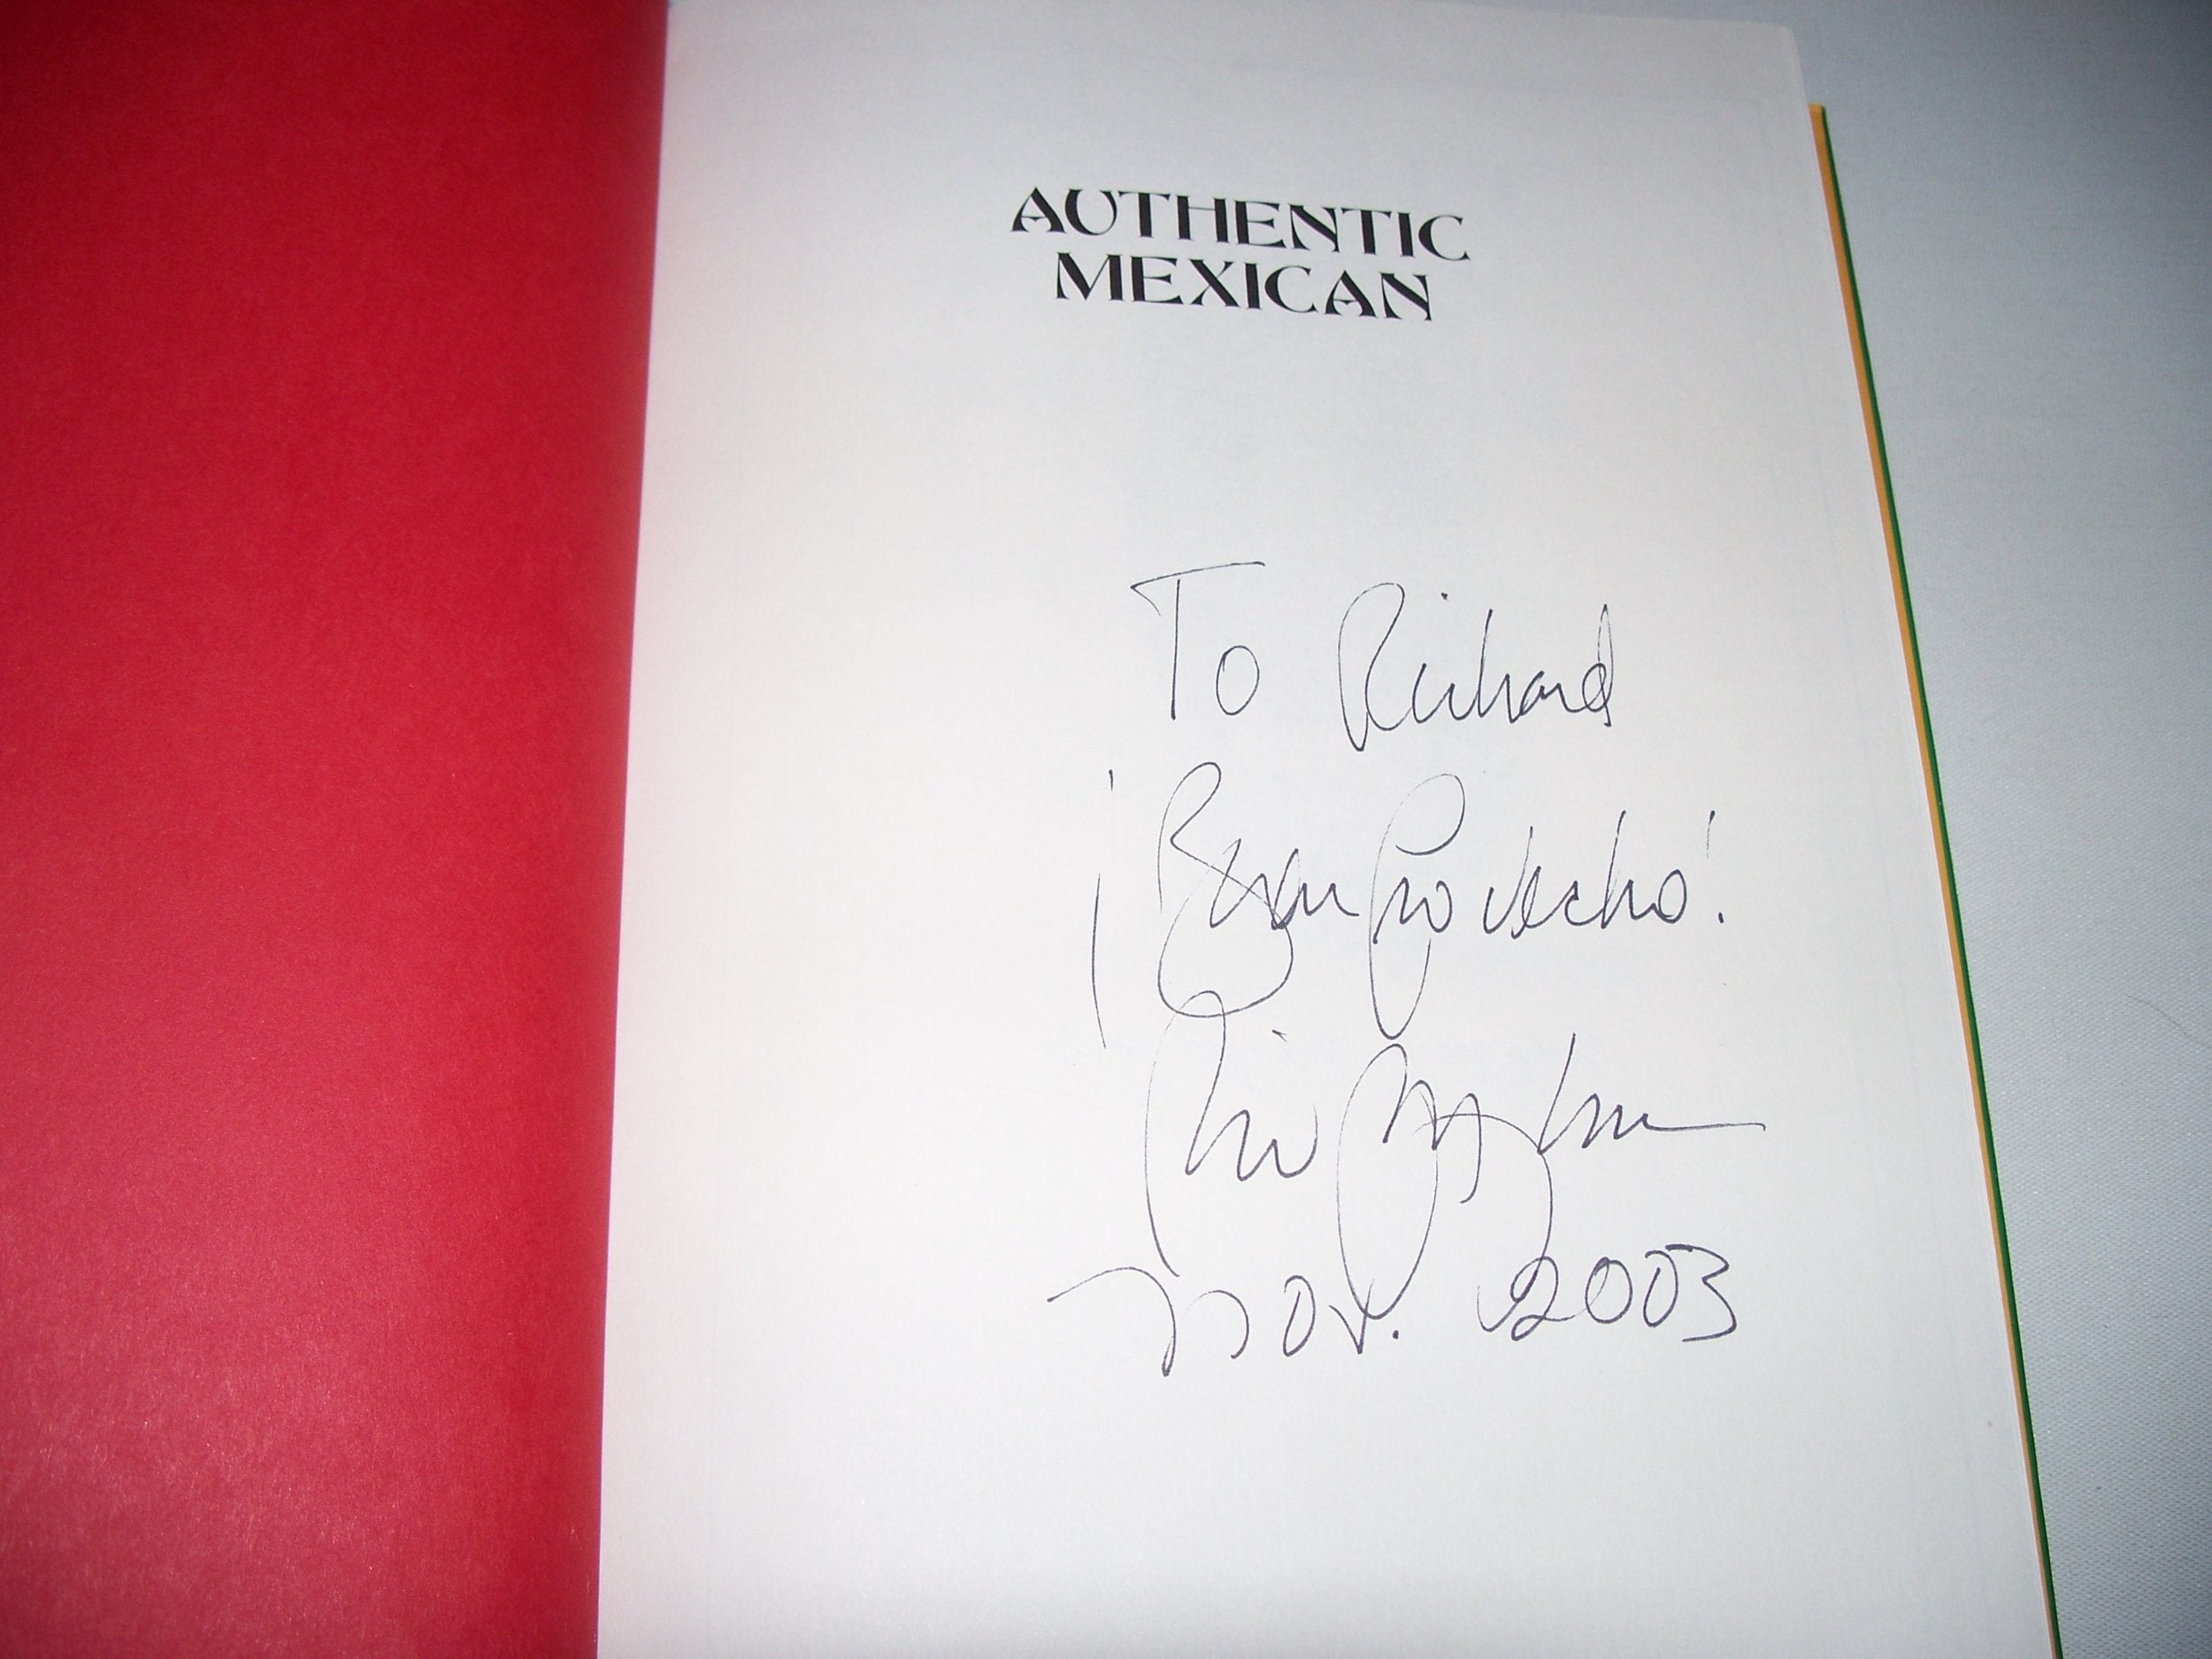 AUTHENTIC
MEXICAN
To Richard
¡Buen Provecho!
Nov. 2003